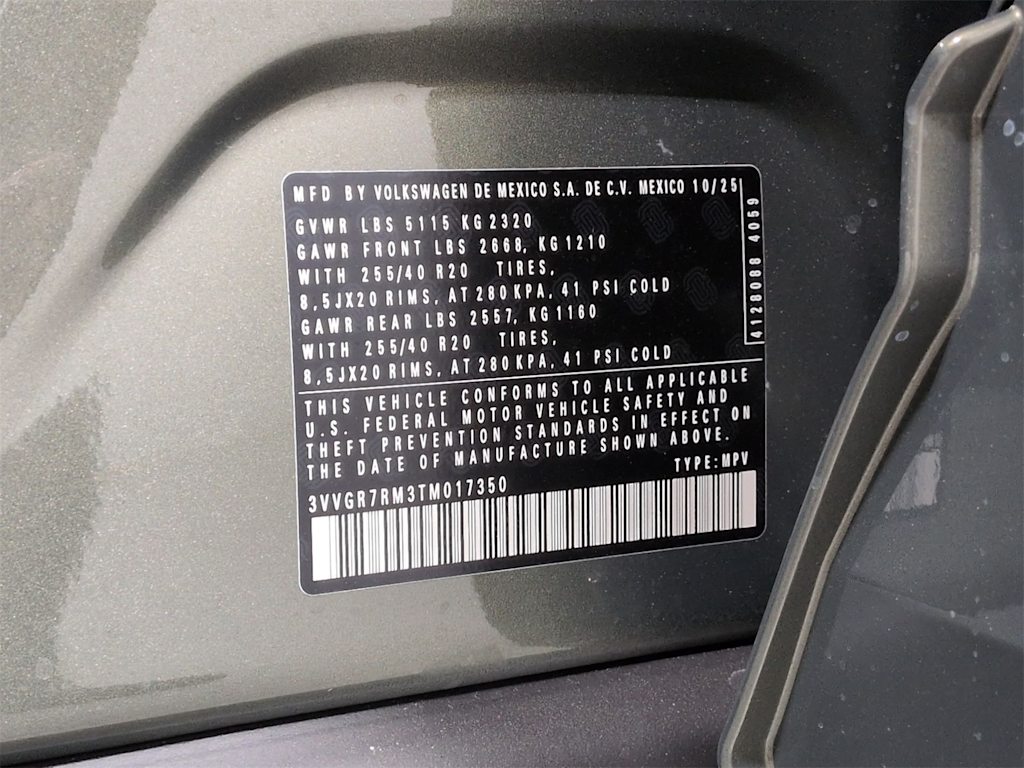 MFD BY VOLKSWAGEN DE MEXICO S.A. DE C.V. MEXICO 10/25
GVWR LBS 5115 KG 2320
GAWR FRONT LBS 2668, KG 1210
WITH 255/40 R20 TIRES,
8,5JX20 RIMS, AT 280 KPA, 41 PSI COLD
GAWR REAR LBS 2557, KG 1160
WITH 255/40 R20 TIRES,
8,5JX20 RIMS, AT 280 KPA, 41 PSI COLD
4128088 4059
THIS VEHICLE CONFORMS TO ALL APPLICABLE
U.S. FEDERAL MOTOR VEHICLE SAFETY AND
THEFT PREVENTION STANDARDS IN EFFECT ON
THE DATE OF MANUFACTURE SHOWN ABOVE.
TYPE: MPV
3VVGR7RM3TM017350